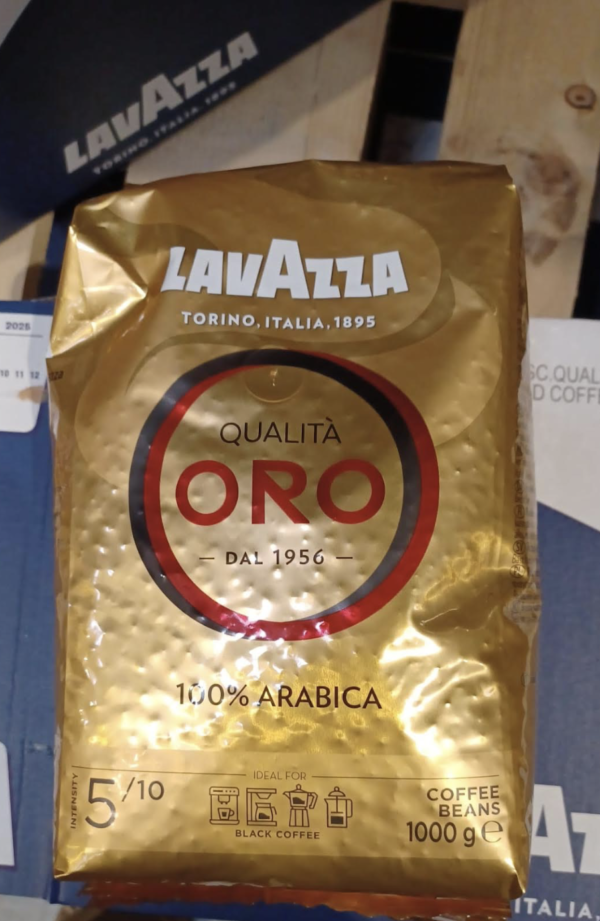 LAVAZZA
TORINO, ITALIA, 1895
LAVAZZA
TORINO, ITALIA, 1895
QUALITÀ
ORO
— DAL 1956 —
100% ARABICA
INTENSITY
5/10
IDEAL FOR
BLACK COFFEE
COFFEE
BEANS
1000 g e
2025
10 11 12
SC.QUAL
D COFF
AZ
ITALIA